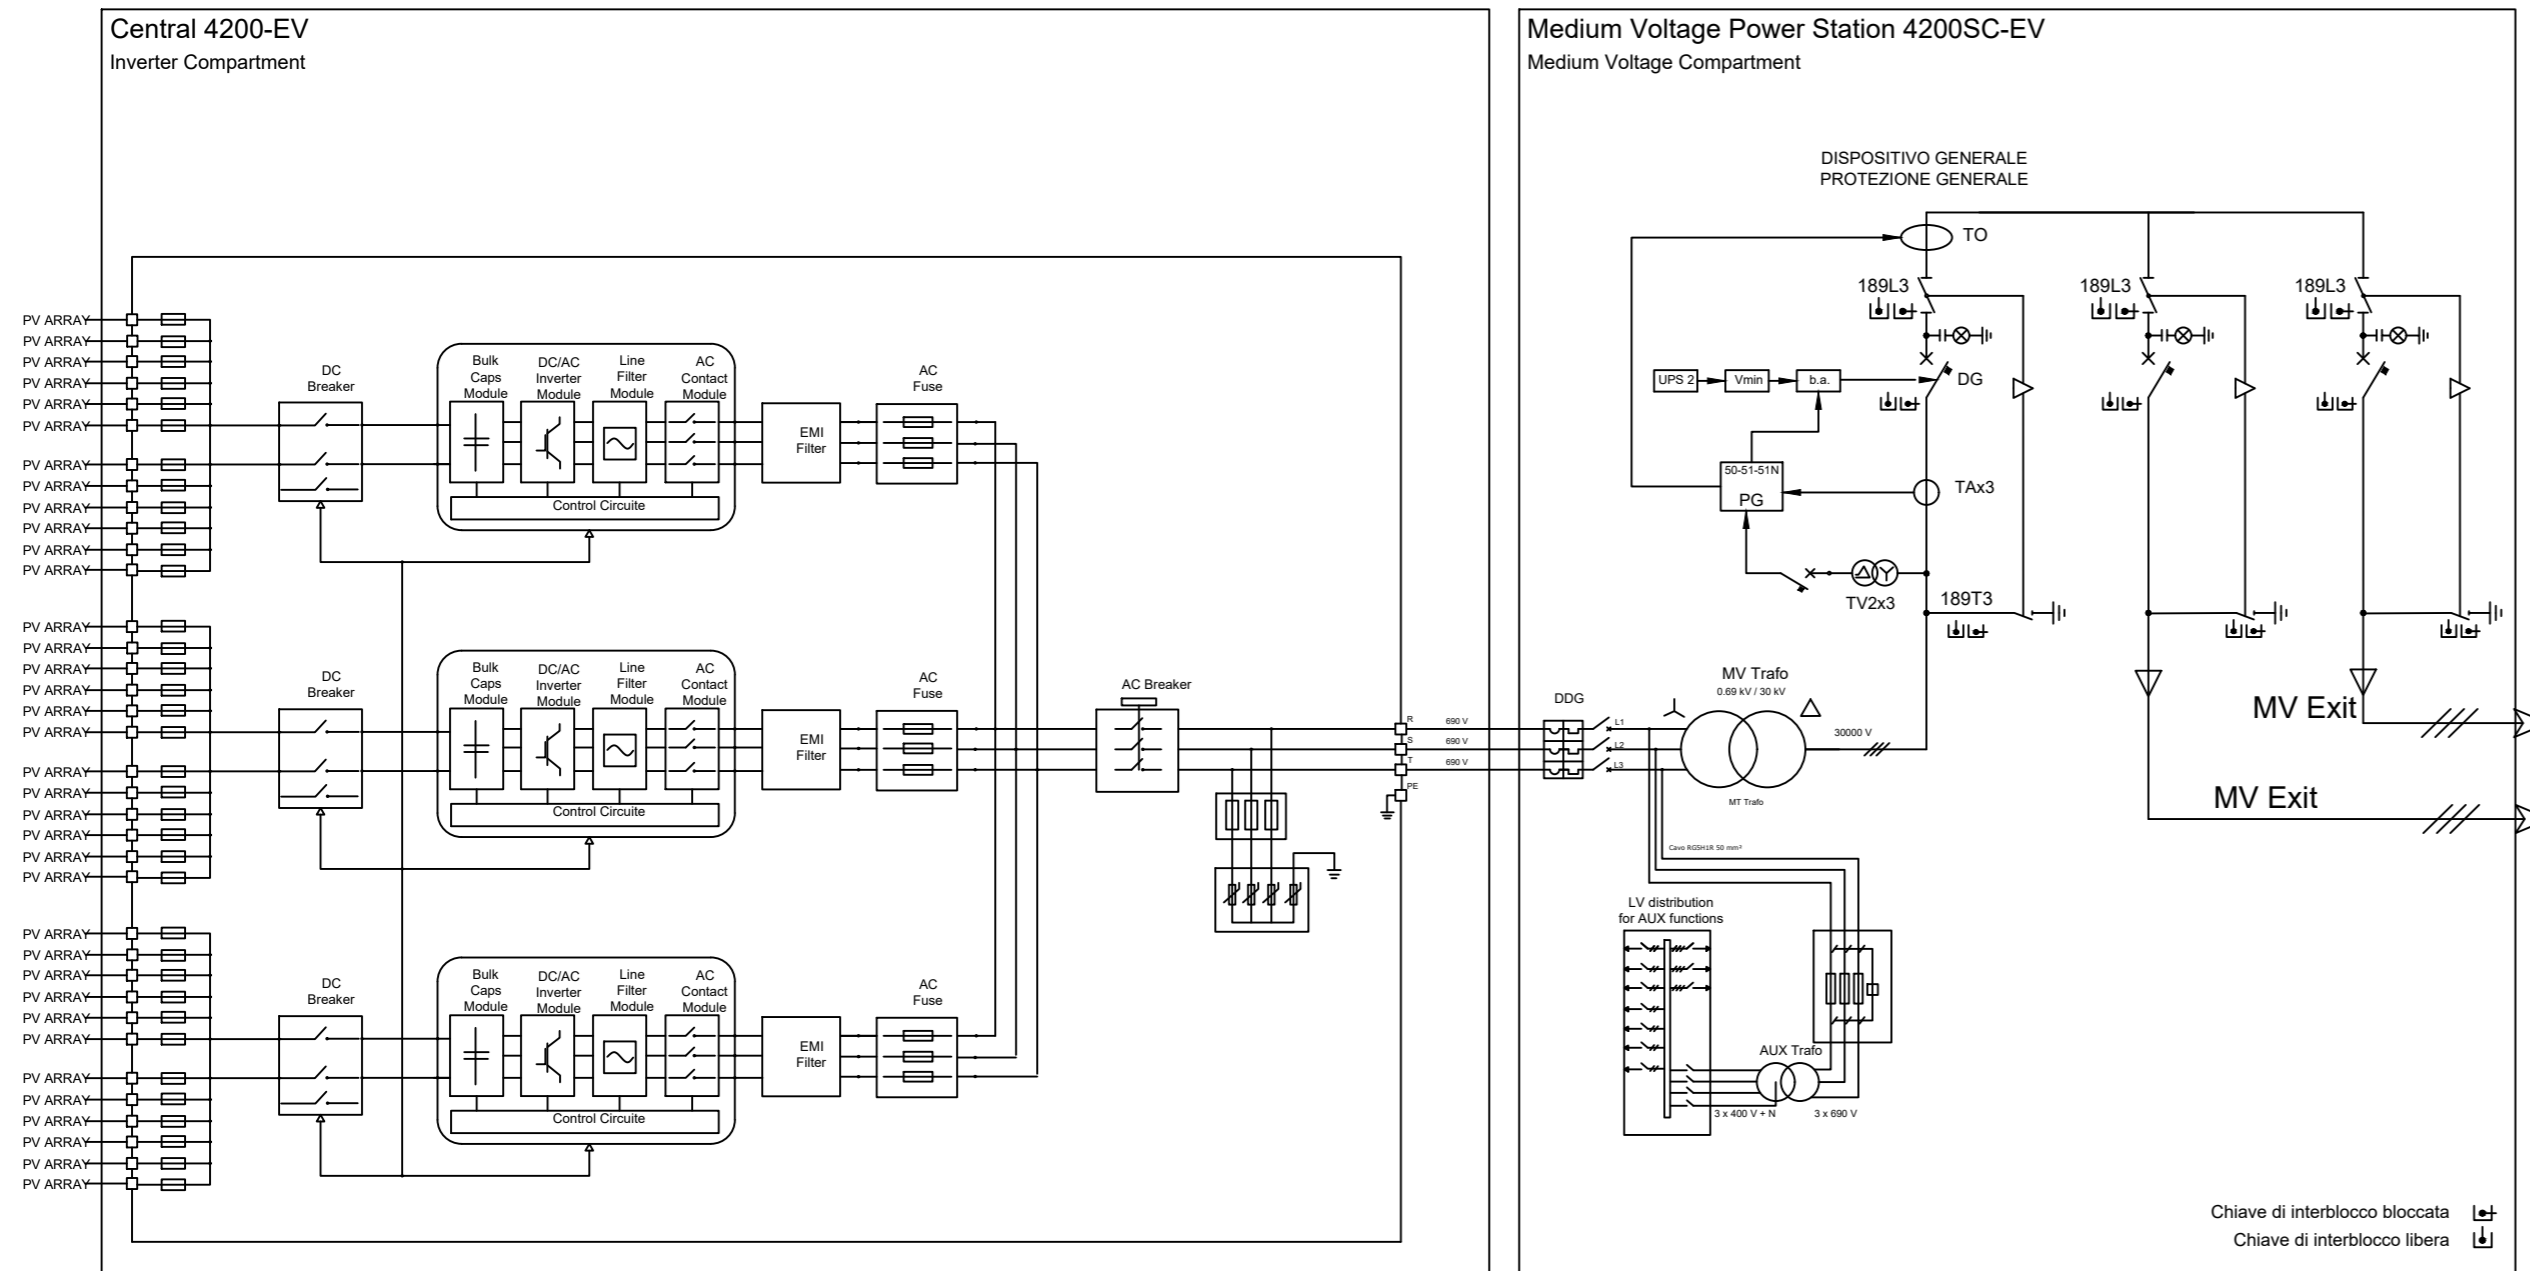 Central 4200-EV
Inverter Compartment
PV ARRAY
PV ARRAY
PV ARRAY
PV ARRAY
PV ARRAY
PV ARRAY
PV ARRAY
PV ARRAY
PV ARRAY
PV ARRAY
PV ARRAY
PV ARRAY
DC
Breaker
Bulk
Caps
Module
DC/AC
Inverter
Module
Line
Filter
Module
AC
Contact
Module
Control Circuite
EMI
Filter
AC
Fuse
PV ARRAY
PV ARRAY
PV ARRAY
PV ARRAY
PV ARRAY
PV ARRAY
PV ARRAY
PV ARRAY
PV ARRAY
PV ARRAY
PV ARRAY
PV ARRAY
DC
Breaker
Bulk
Caps
Module
DC/AC
Inverter
Module
Line
Filter
Module
AC
Contact
Module
Control Circuite
EMI
Filter
AC
Fuse
AC Breaker
PV ARRAY
PV ARRAY
PV ARRAY
PV ARRAY
PV ARRAY
PV ARRAY
PV ARRAY
PV ARRAY
PV ARRAY
PV ARRAY
PV ARRAY
PV ARRAY
DC
Breaker
Bulk
Caps
Module
DC/AC
Inverter
Module
Line
Filter
Module
AC
Contact
Module
Control Circuite
EMI
Filter
AC
Fuse
R
S
T
PE
690 V
690 V
690 V
Medium Voltage Power Station 4200SC-EV
Medium Voltage Compartment
DISPOSITIVO GENERALE
PROTEZIONE GENERALE
TO
189L3
189L3
189L3
UPS 2
Vmin
b.a.
DG
50-51-51N
PG
TAx3
TV2x3
189T3
DDG
L1
L2
L3
MV Trafo
0.69 kV / 30 kV
30000 V
MT Trafo
MV Exit
MV Exit
Cavo RG5H1R 50 mm²
LV distribution
for AUX functions
AUX Trafo
3 x 400 V + N
3 x 690 V
Chiave di interblocco bloccata
Chiave di interblocco libera